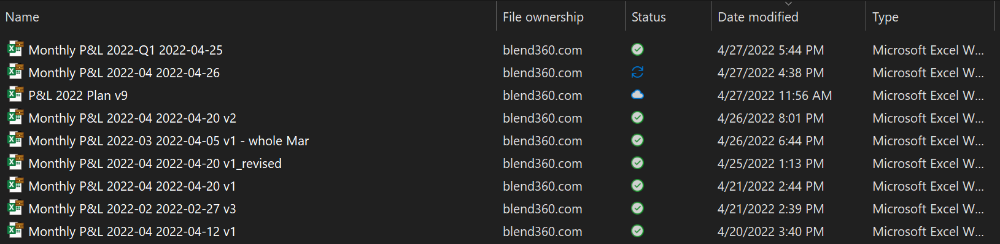 Name File ownership Status Date modified Type
Monthly P&L 2022-Q1 2022-04-25 blend360.com 4/27/2022 5:44 PM Microsoft Excel W...
Monthly P&L 2022-04 2022-04-26 blend360.com 4/27/2022 4:38 PM Microsoft Excel W...
P&L 2022 Plan v9 blend360.com 4/27/2022 11:56 AM Microsoft Excel W...
Monthly P&L 2022-04 2022-04-20 v2 blend360.com 4/26/2022 8:01 PM Microsoft Excel W...
Monthly P&L 2022-03 2022-04-05 v1 - whole Mar blend360.com 4/26/2022 6:44 PM Microsoft Excel W...
Monthly P&L 2022-04 2022-04-20 v1_revised blend360.com 4/25/2022 1:13 PM Microsoft Excel W...
Monthly P&L 2022-04 2022-04-20 v1 blend360.com 4/21/2022 2:44 PM Microsoft Excel W...
Monthly P&L 2022-02 2022-02-27 v3 blend360.com 4/21/2022 2:39 PM Microsoft Excel W...
Monthly P&L 2022-04 2022-04-12 v1 blend360.com 4/20/2022 3:40 PM Microsoft Excel W...